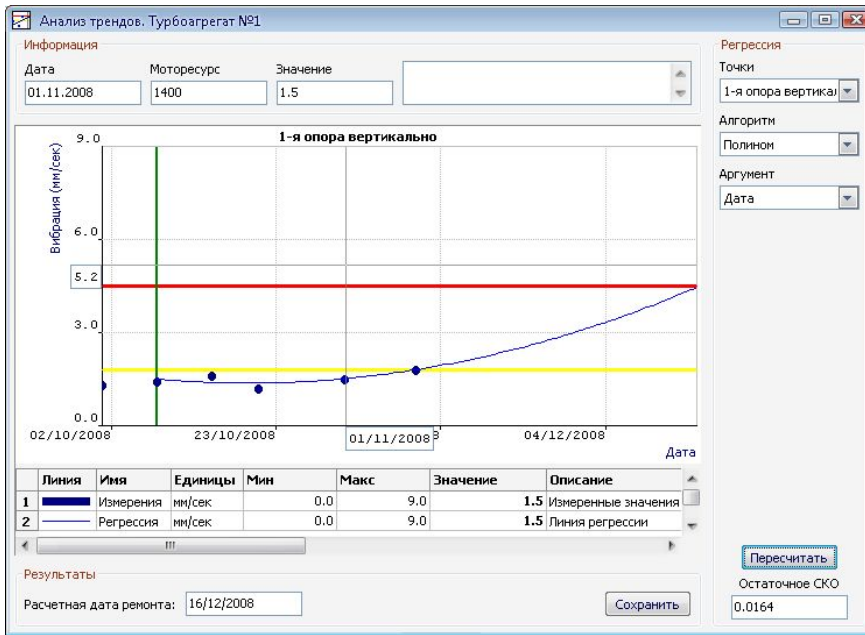 Анализ трендов. Турбоагрегат №1
Информация
Дата Моторесурс Значение
01.11.2008 1400 1.5
Регрессия
Точки
1-я опора вертикал
Алгоритм
Полином
Аргумент
Дата
1-я опора вертикально
Вибрация (мм/сек)
9.0
6.0
5.2
3.0
0.0
02/10/2008 23/10/2008 01/11/2008 04/12/2008
Дата
Линия Имя Единицы Мин Макс Значение Описание
1 Измерения мм/сек 0.0 9.0 1.5 Измеренные значения
2 Регрессия мм/сек 0.0 9.0 1.5 Линия регрессии
Результаты
Расчетная дата ремонта: 16/12/2008 Сохранить
Пересчитать
Остаточное СКО
0.0164